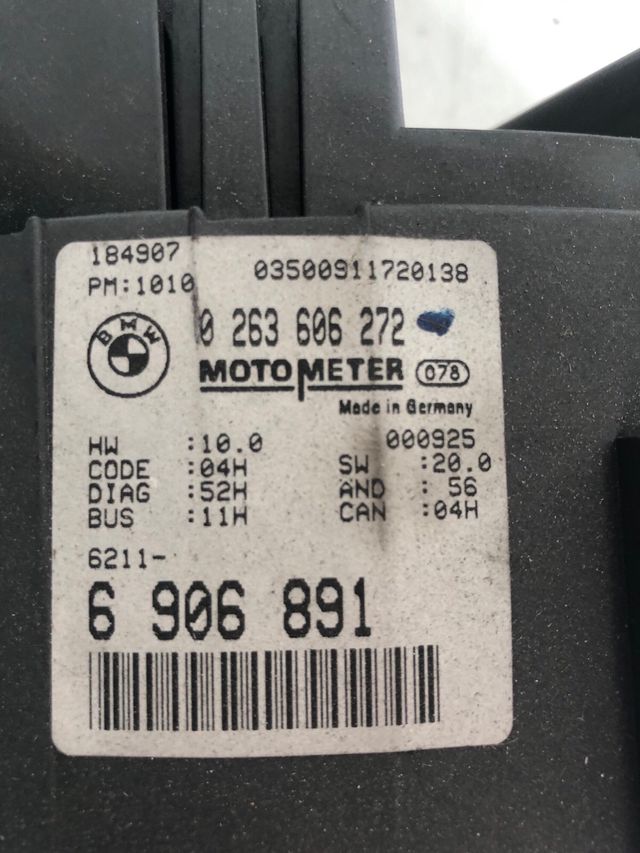 184907
PM:1010 03500911720138
BMW 0 263 606 272
MOTOMETER 078
Made in Germany
000925
HW :10.0 SW :20.0
CODE :04H AND : 56
DIAG :52H CAN :04H
BUS :11H
6211-
6 906 891